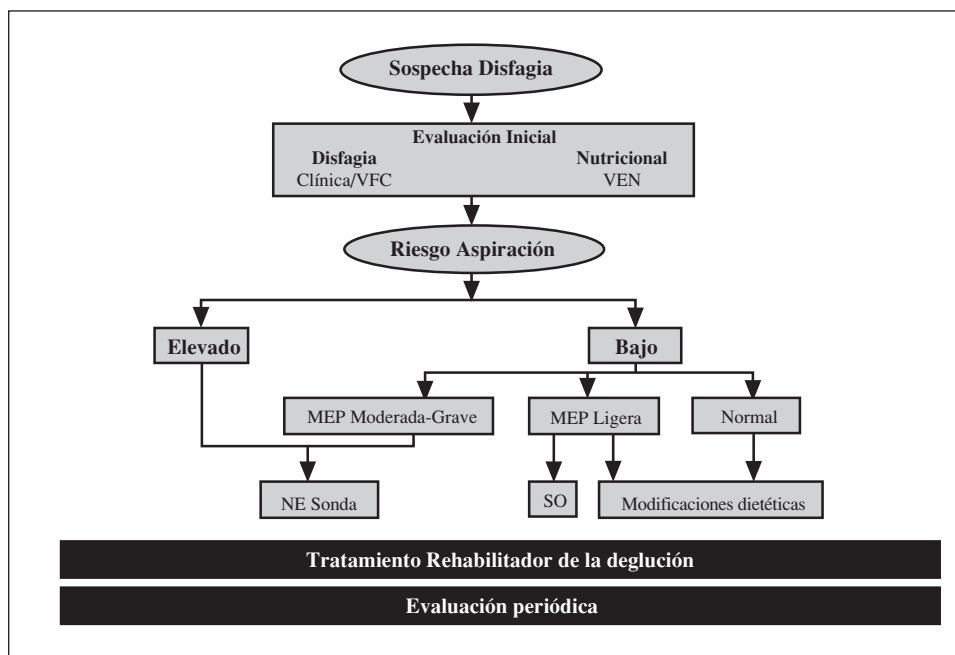 Sospecha Disfagia
Evaluación Inicial
Disfagia
Clínica/VFC
Nutricional
VEN
Riesgo Aspiración
Elevado
Bajo
MEP Moderada-Grave
MEP Ligera
Normal
NE Sonda
SO
Modificaciones dietéticas
Tratamiento Rehabilitador de la deglución
Evaluación periódica